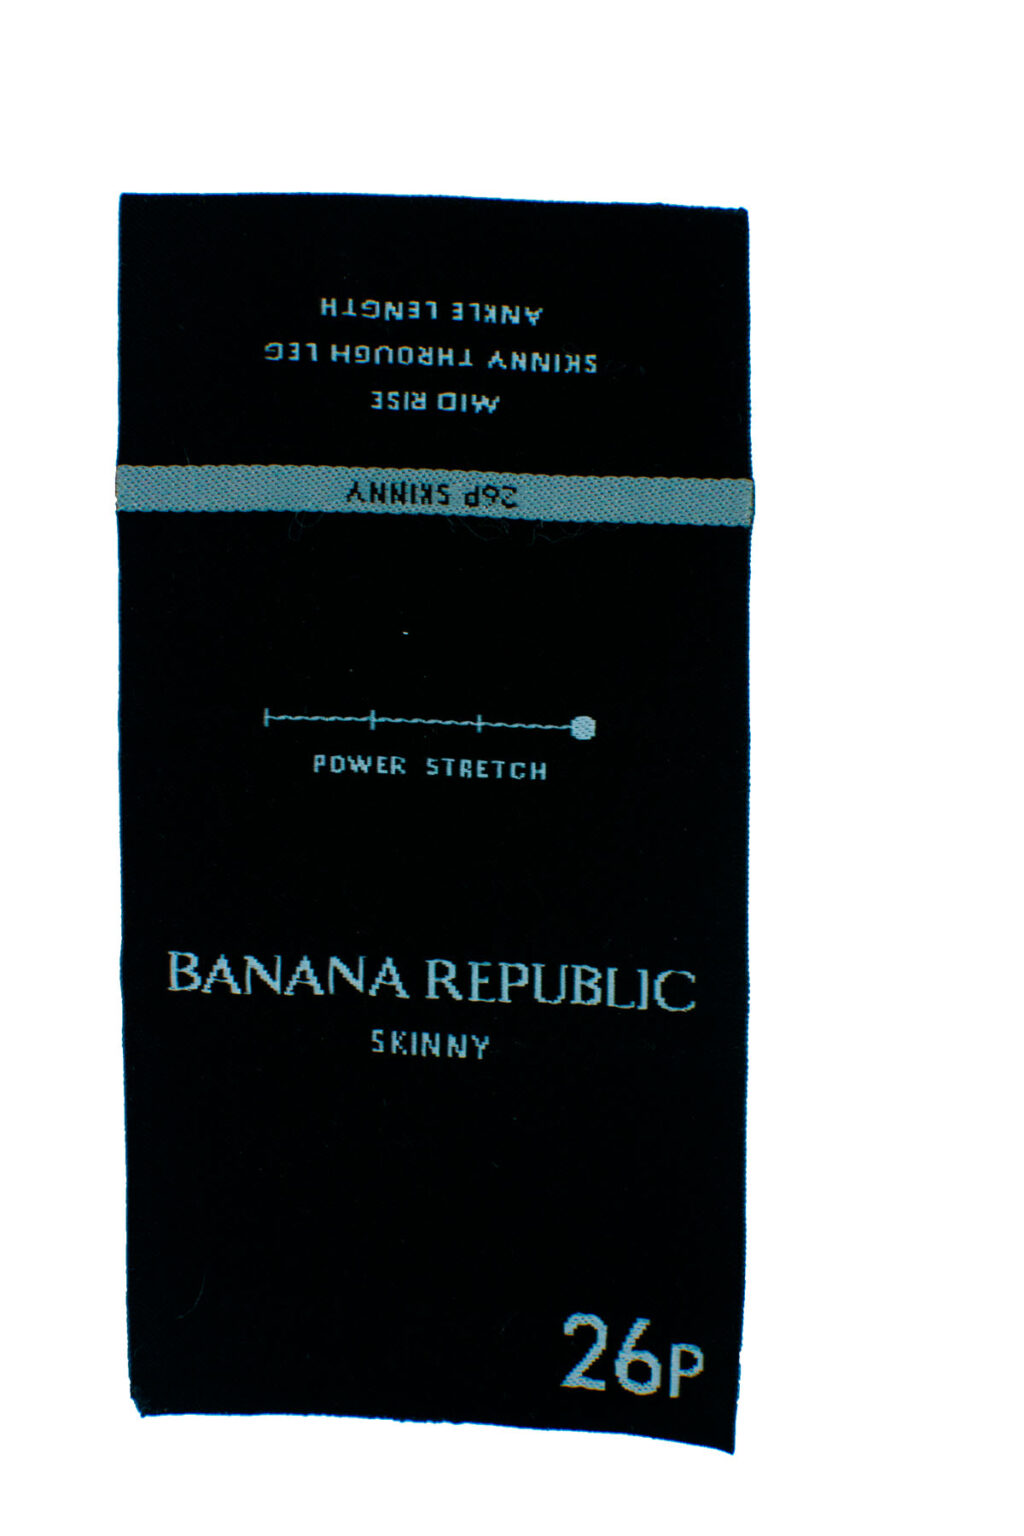 ANKLE LENGTH
SKINNY THROUGH LEG
MID RISE
26P SKINNY
POWER STRETCH
BANANA REPUBLIC
SKINNY
26P